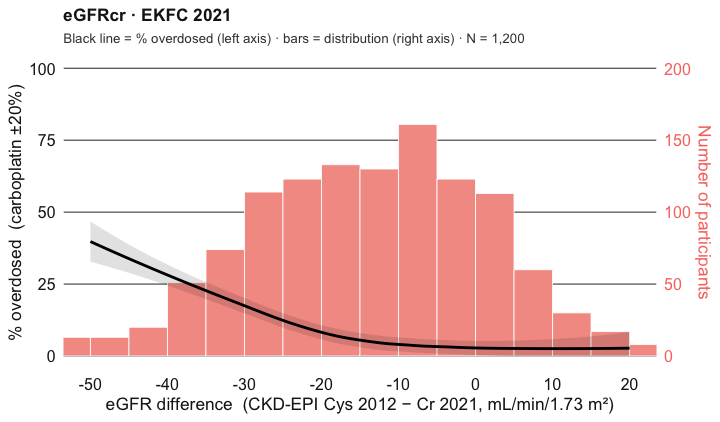 eGFRcr · EKFC 2021
Black line = % overdosed (left axis) · bars = distribution (right axis) · N = 1,200
% overdosed (carboplatin ±20%)
100
75
50
25
0
200
150
100
50
0
Number of participants
-50 -40 -30 -20 -10 0 10 20
eGFR difference (CKD-EPI Cys 2012 − Cr 2021, mL/min/1.73 m²)